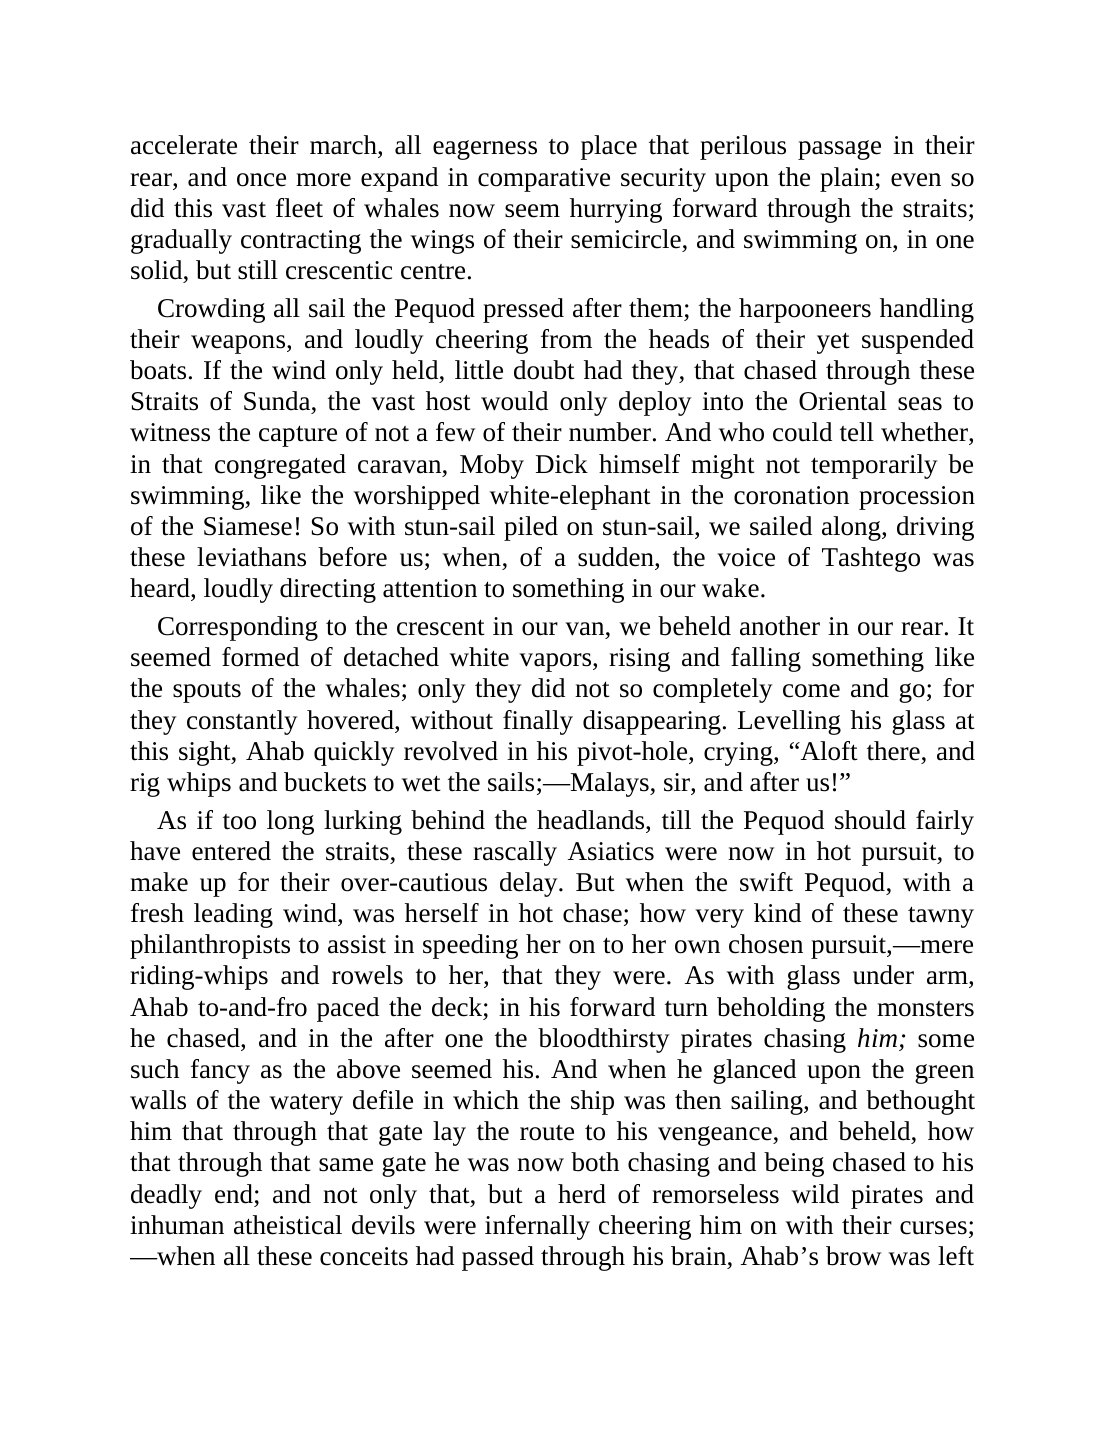 accelerate their march, all eagerness to place that perilous passage in their
rear, and once more expand in comparative security upon the plain; even so
did this vast fleet of whales now seem hurrying forward through the straits;
gradually contracting the wings of their semicircle, and swimming on, in one
solid, but still crescentic centre.
Crowding all sail the Pequod pressed after them; the harpooneers handling
their weapons, and loudly cheering from the heads of their yet suspended
boats. If the wind only held, little doubt had they, that chased through these
Straits of Sunda, the vast host would only deploy into the Oriental seas to
witness the capture of not a few of their number. And who could tell whether,
in that congregated caravan, Moby Dick himself might not temporarily be
swimming, like the worshipped white-elephant in the coronation procession
of the Siamese! So with stun-sail piled on stun-sail, we sailed along, driving
these leviathans before us; when, of a sudden, the voice of Tashtego was
heard, loudly directing attention to something in our wake.
Corresponding to the crescent in our van, we beheld another in our rear. It
seemed formed of detached white vapors, rising and falling something like
the spouts of the whales; only they did not so completely come and go; for
they constantly hovered, without finally disappearing. Levelling his glass at
this sight, Ahab quickly revolved in his pivot-hole, crying, “Aloft there, and
rig whips and buckets to wet the sails;—Malays, sir, and after us!”
As if too long lurking behind the headlands, till the Pequod should fairly
have entered the straits, these rascally Asiatics were now in hot pursuit, to
make up for their over-cautious delay. But when the swift Pequod, with a
fresh leading wind, was herself in hot chase; how very kind of these tawny
philanthropists to assist in speeding her on to her own chosen pursuit,—mere
riding-whips and rowels to her, that they were. As with glass under arm,
Ahab to-and-fro paced the deck; in his forward turn beholding the monsters
he chased, and in the after one the bloodthirsty pirates chasing him; some
such fancy as the above seemed his. And when he glanced upon the green
walls of the watery defile in which the ship was then sailing, and bethought
him that through that gate lay the route to his vengeance, and beheld, how
that through that same gate he was now both chasing and being chased to his
deadly end; and not only that, but a herd of remorseless wild pirates and
inhuman atheistical devils were infernally cheering him on with their curses;
—when all these conceits had passed through his brain, Ahab’s brow was left